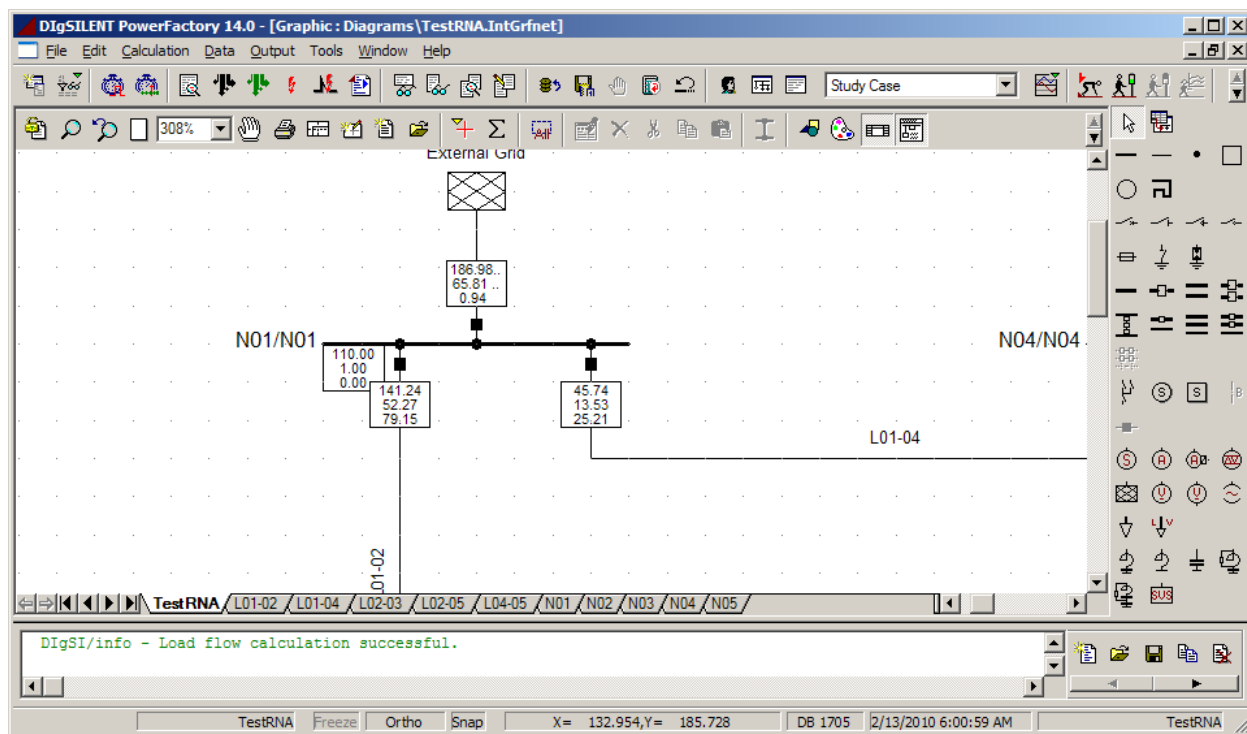 DIgSILENT PowerFactory 14.0 - [Graphic : Diagrams\TestRNA.IntGrfnet]
File Edit Calculation Data Output Tools Window Help
Study Case
308%
External Grid
186.98..
65.81 ..
0.94
N01/N01
N04/N04
110.00
1.00
0.00
141.24
52.27
79.15
45.74
13.53
25.21
L01-04
L01-02
TestRNA L01-02 L01-04 L02-03 L02-05 L04-05 N01 N02 N03 N04 N05
DIgSI/info - Load flow calculation successful.
TestRNA Freeze Ortho Snap X= 132.954,Y= 185.728 DB 1705 2/13/2010 6:00:59 AM TestRNA